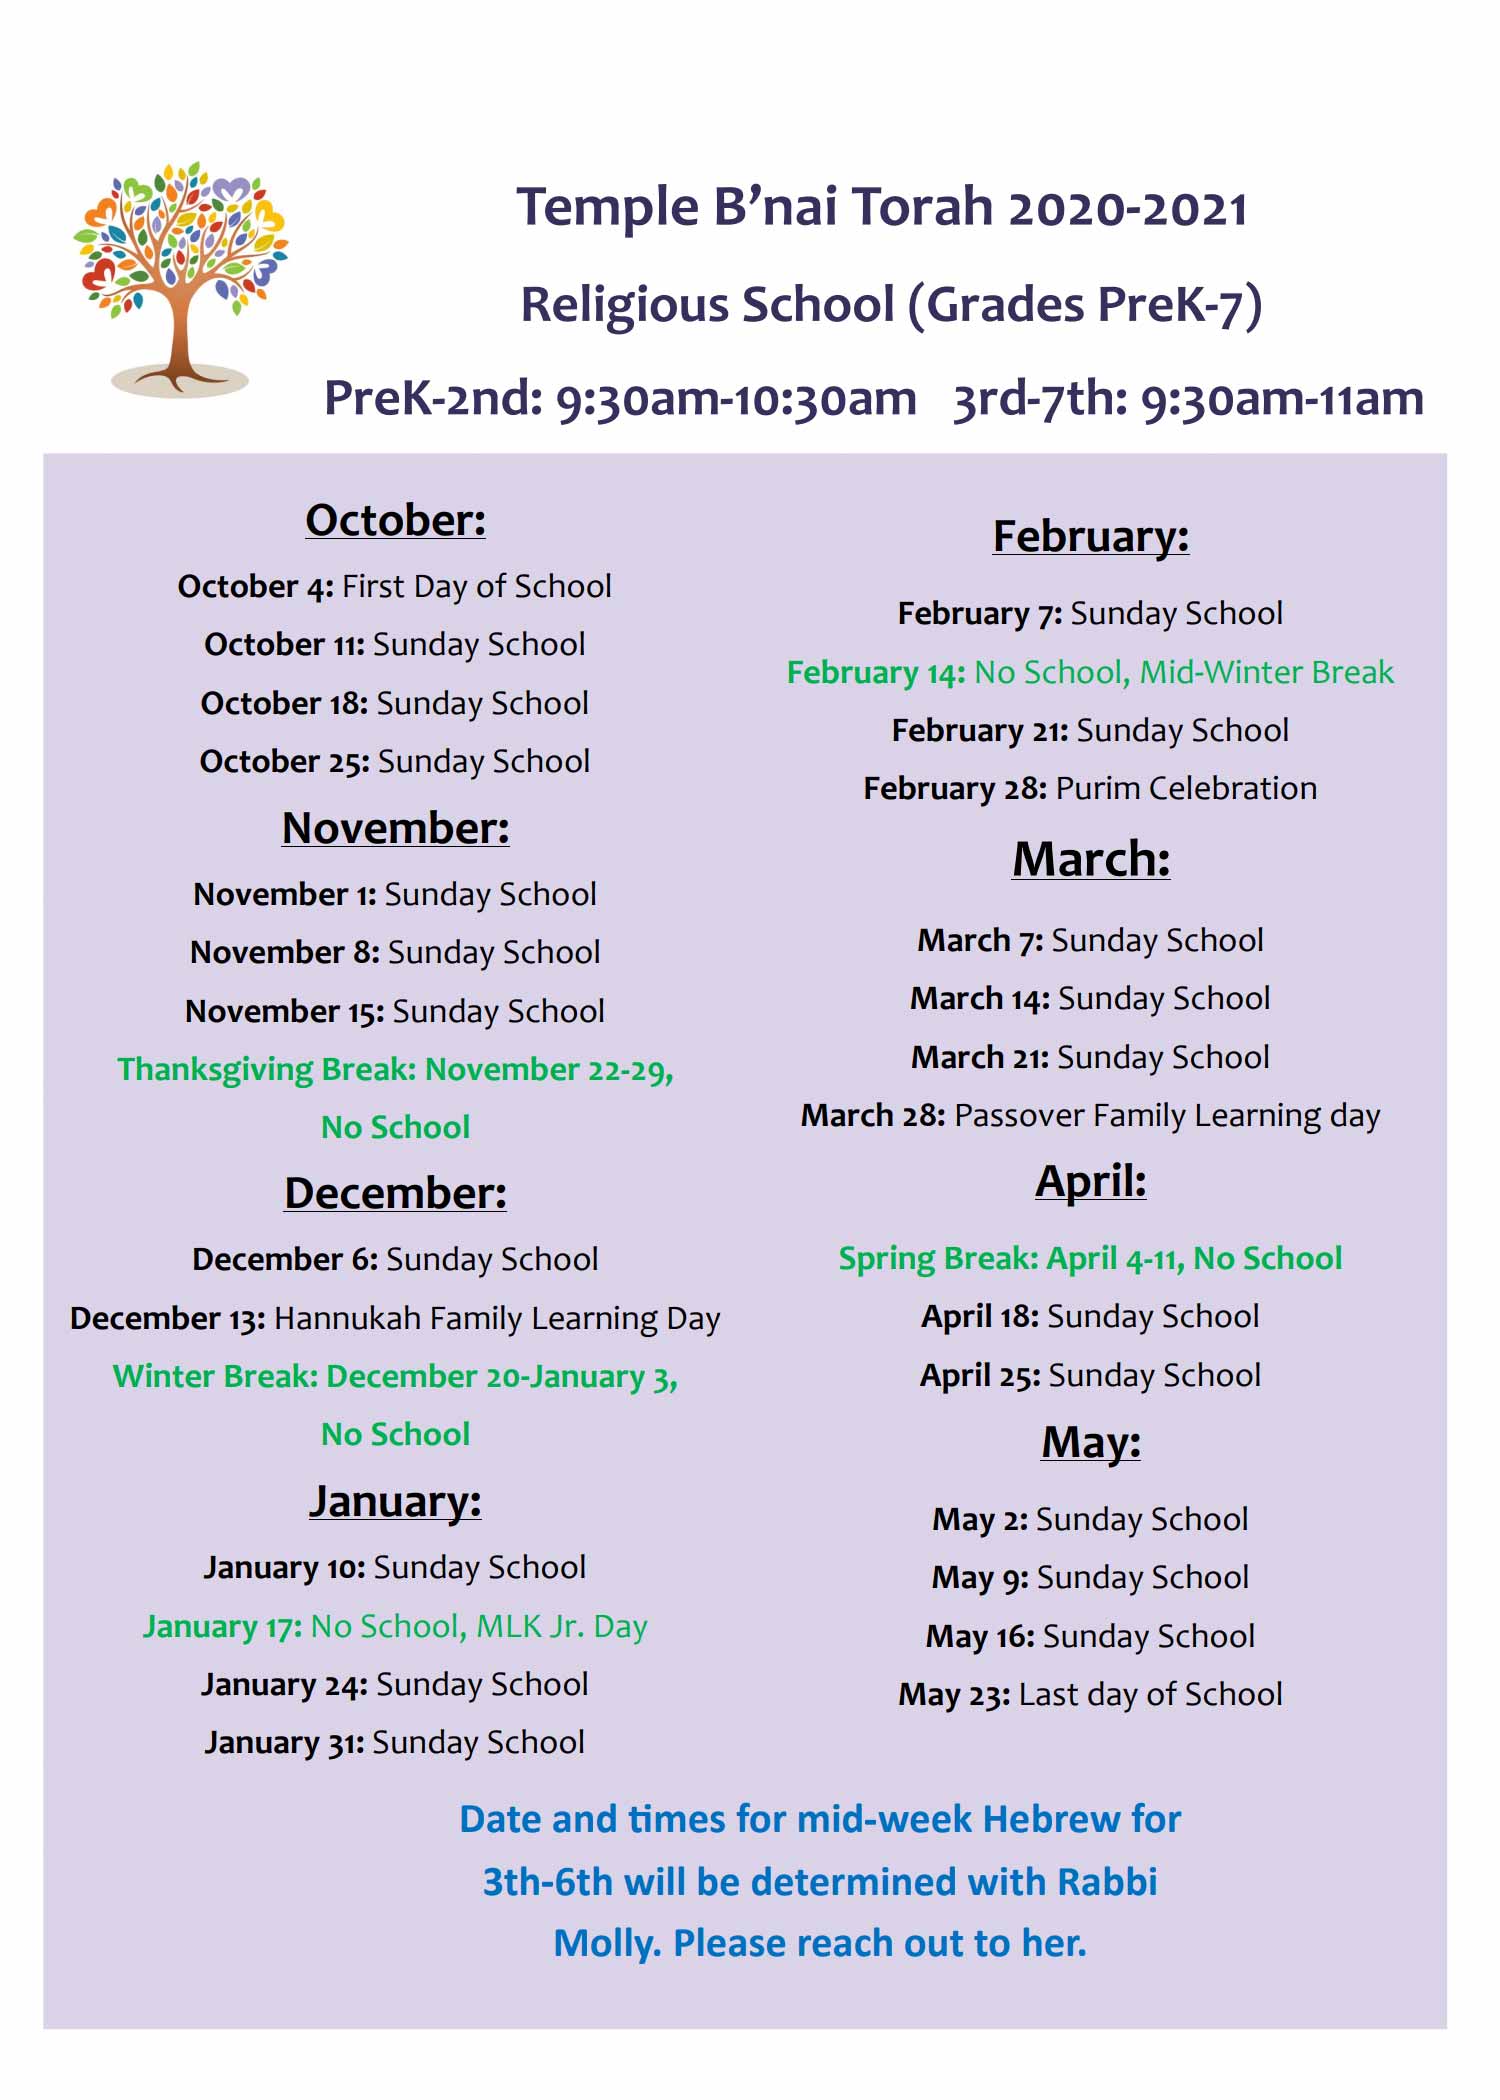 Temple B’nai Torah 2020-2021
Religious School (Grades PreK-7)
PreK-2nd: 9:30am-10:30am   3rd-7th: 9:30am-11am
October:
October 4: First Day of School
October 11: Sunday School
October 18: Sunday School
October 25: Sunday School
November:
November 1: Sunday School
November 8: Sunday School
November 15: Sunday School
Thanksgiving Break: November 22-29,
No School
December:
December 6: Sunday School
December 13: Hannukah Family Learning Day
Winter Break: December 20-January 3,
No School
January:
January 10: Sunday School
January 17: No School, MLK Jr. Day
January 24: Sunday School
January 31: Sunday School
February:
February 7: Sunday School
February 14: No School, Mid-Winter Break
February 21: Sunday School
February 28: Purim Celebration
March:
March 7: Sunday School
March 14: Sunday School
March 21: Sunday School
March 28: Passover Family Learning day
April:
Spring Break: April 4-11, No School
April 18: Sunday School
April 25: Sunday School
May:
May 2: Sunday School
May 9: Sunday School
May 16: Sunday School
May 23: Last day of School
Date and times for mid-week Hebrew for
3th-6th will be determined with Rabbi
Molly. Please reach out to her.